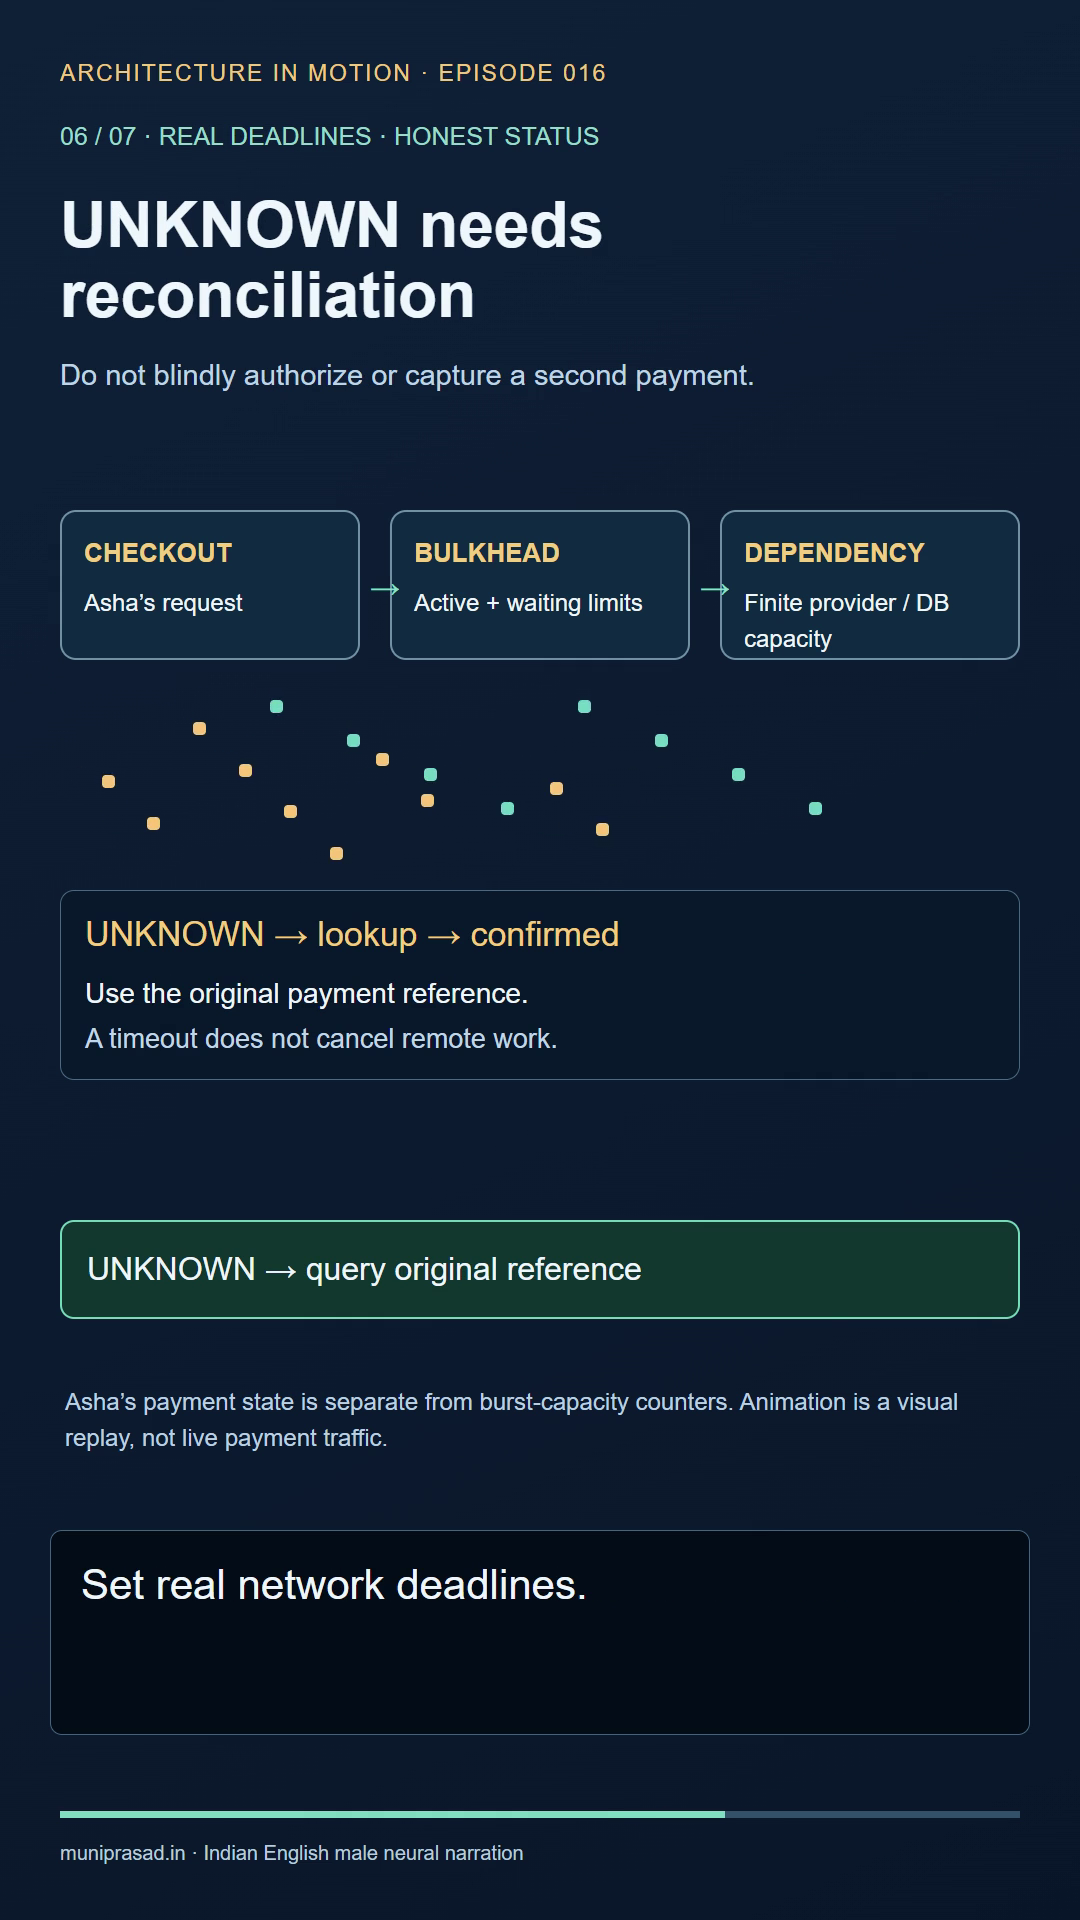 ARCHITECTURE IN MOTION · EPISODE 016
06 / 07 · REAL DEADLINES · HONEST STATUS
UNKNOWN needs
reconciliation
Do not blindly authorize or capture a second payment.
CHECKOUT
Asha’s request
→
BULKHEAD
Active + waiting limits
→
DEPENDENCY
Finite provider / DB
capacity
UNKNOWN → lookup → confirmed
Use the original payment reference.
A timeout does not cancel remote work.
UNKNOWN → query original reference
Asha’s payment state is separate from burst-capacity counters. Animation is a visual
replay, not live payment traffic.
Set real network deadlines.
muniprasad.in · Indian English male neural narration